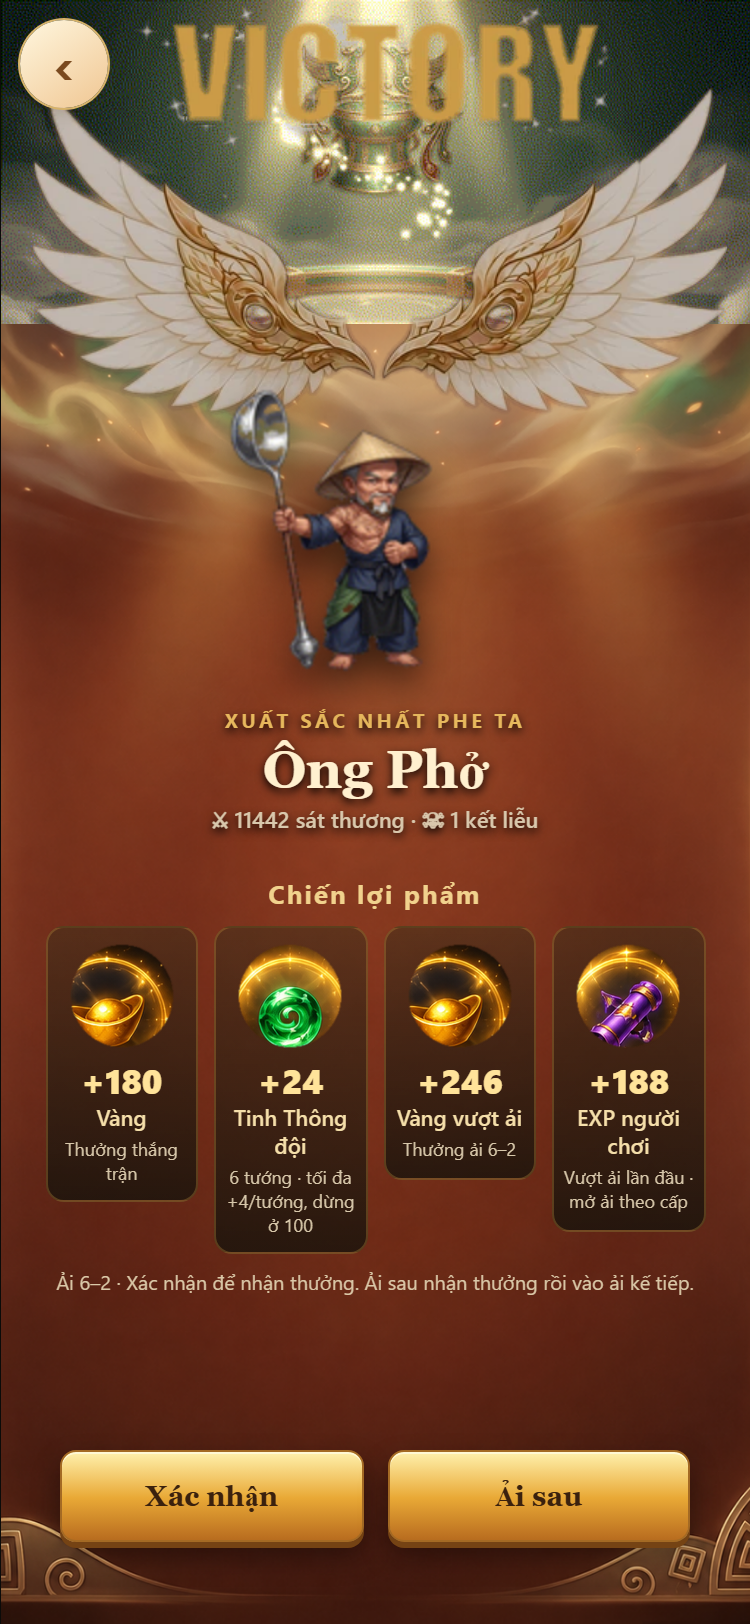 VICTORY
XUẤT SẮC NHẤT PHE TA
Ông Phở
⚔ 11442 sát thương · ☠ 1 kết liễu
Chiến lợi phẩm
+180
Vàng
Thưởng thắng
trận
+24
Tinh Thông
đội
6 tướng · tối đa
+4/tướng, dừng
ở 100
+246
Vàng vượt ải
Thưởng ải 6–2
+188
EXP người
chơi
Vượt ải lần đầu ·
mở ải theo cấp
Ải 6–2 · Xác nhận để nhận thưởng. Ải sau nhận thưởng rồi vào ải kế tiếp.
Xác nhận
Ải sau